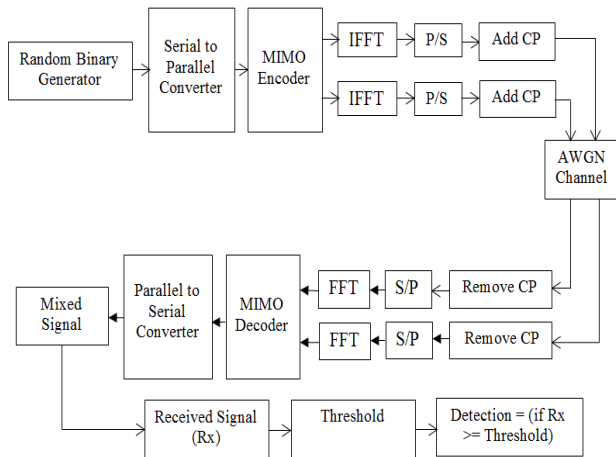 Random Binary
Generator
Serial to
Parallel
Converter
MIMO
Encoder
IFFT
P/S
Add CP
IFFT
P/S
Add CP
AWGN
Channel
Mixed
Signal
Parallel to
Serial
Converter
MIMO
Decoder
FFT
S/P
Remove CP
FFT
S/P
Remove CP
Received Signal
(Rx)
Threshold
Detection = (if Rx
>= Threshold)